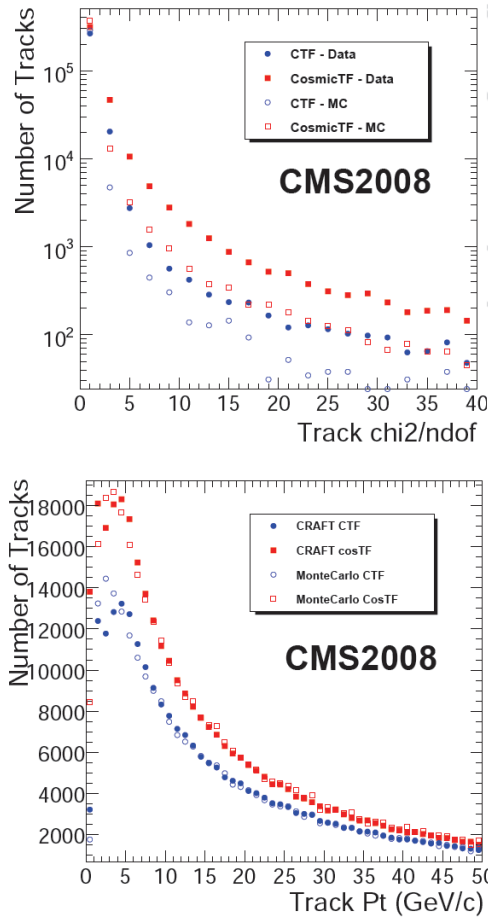 Number of Tracks
10^5
10^4
10^3
10^2
CTF - Data
CosmicTF - Data
CTF - MC
CosmicTF - MC
CMS2008
0 5 10 15 20 25 30 35 40
Track chi2/ndof
Number of Tracks
18000
16000
14000
12000
10000
8000
6000
4000
2000
CRAFT CTF
CRAFT cosTF
MonteCarlo CTF
MonteCarlo CosTF
CMS2008
0 5 10 15 20 25 30 35 40 45 50
Track Pt (GeV/c)